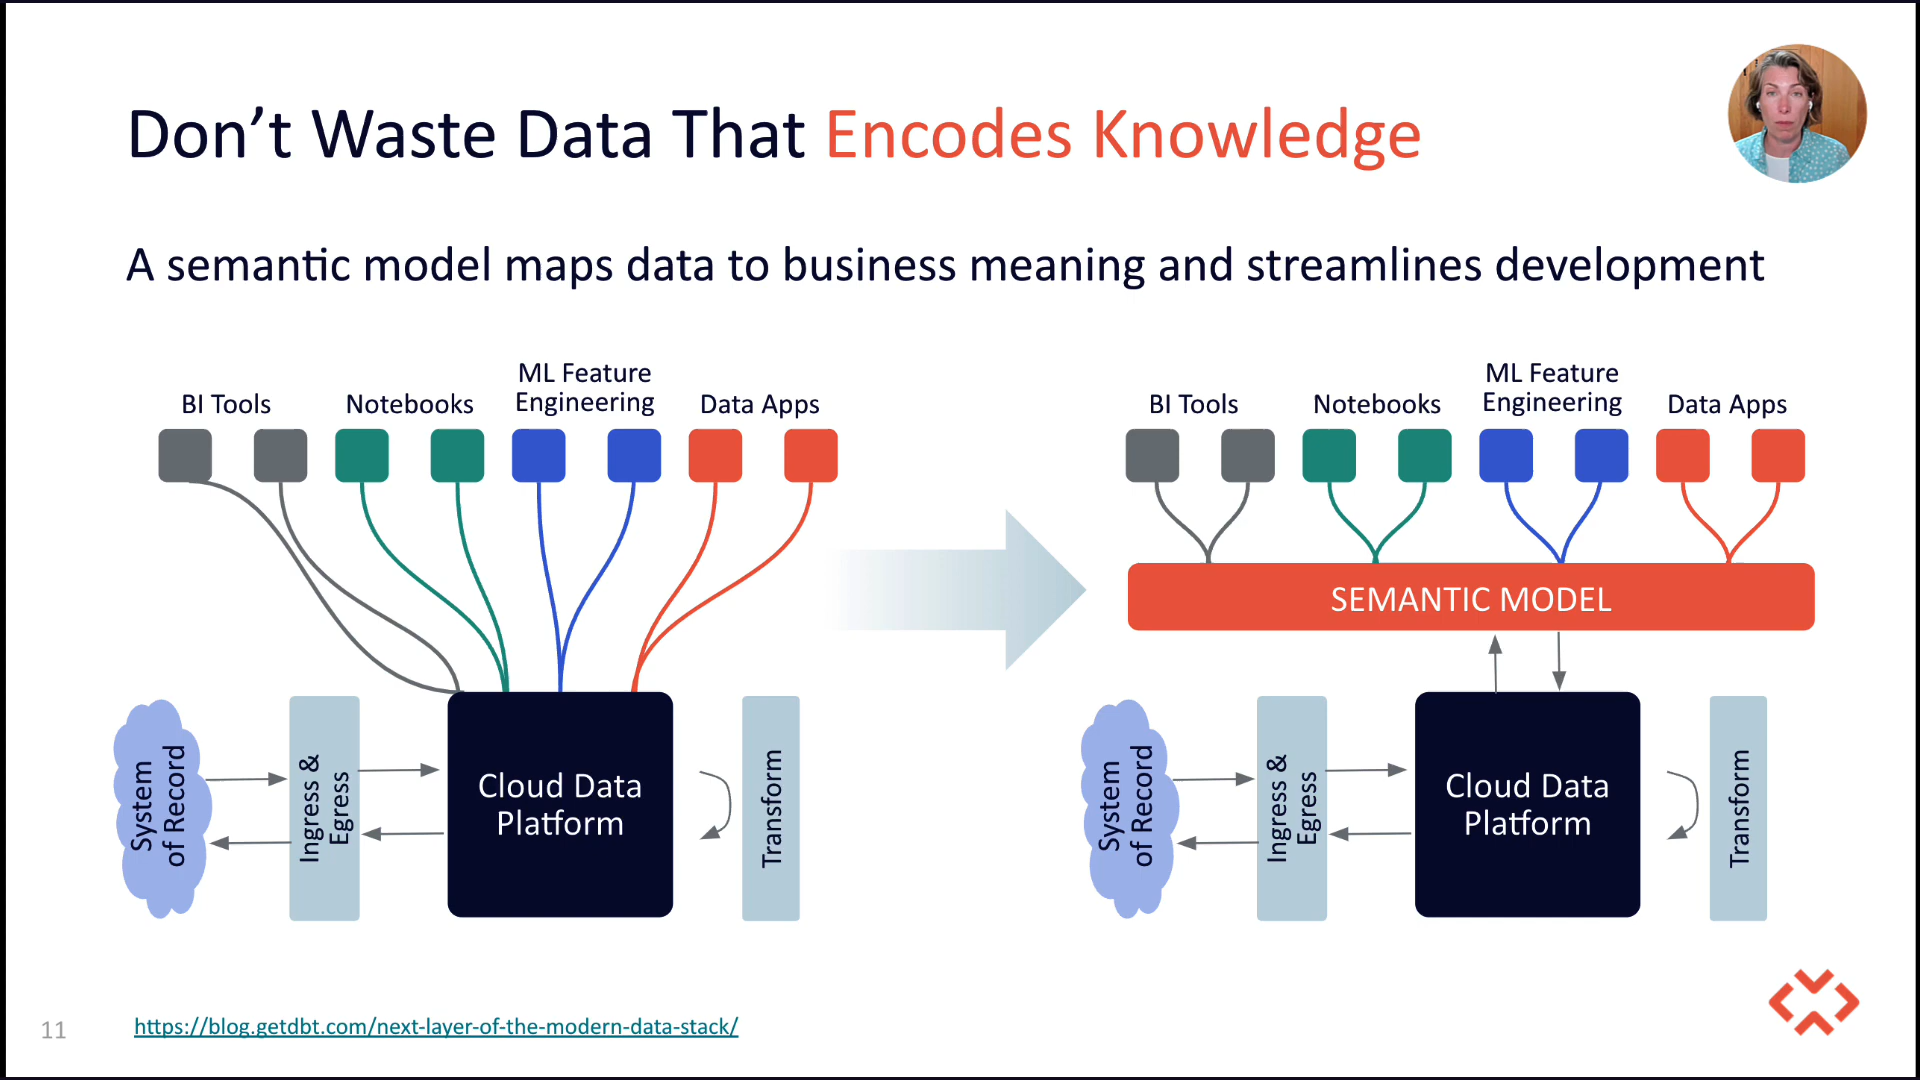 Don’t Waste Data That Encodes Knowledge
A semantic model maps data to business meaning and streamlines development
BI Tools
Notebooks
ML Feature
Engineering
Data Apps
System
of Record
Ingress &
Egress
Cloud Data
Platform
Transform
BI Tools
Notebooks
ML Feature
Engineering
Data Apps
SEMANTIC MODEL
System
of Record
Ingress &
Egress
Cloud Data
Platform
Transform
11
https://blog.getdbt.com/next-layer-of-the-modern-data-stack/